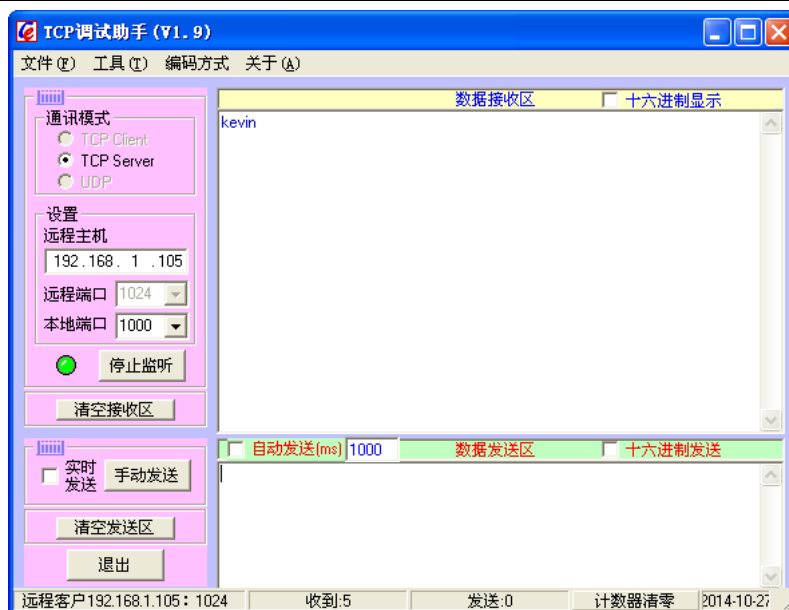 TCP调试助手(V1.9)
文件(F) 工具(T) 编码方式 关于(A)
通讯模式
TCP Client
TCP Server
UDP
设置
远程主机
192.168. 1 .105
远程端口 1024
本地端口 1000
停止监听
清空接收区
数据接收区 十六进制显示
kevin
自动发送(ms) 1000 数据发送区 十六进制发送
实时发送 手动发送
清空发送区
退出
远程客户192.168.1.105：1024 收到:5 发送:0 计数器清零 2014-10-27